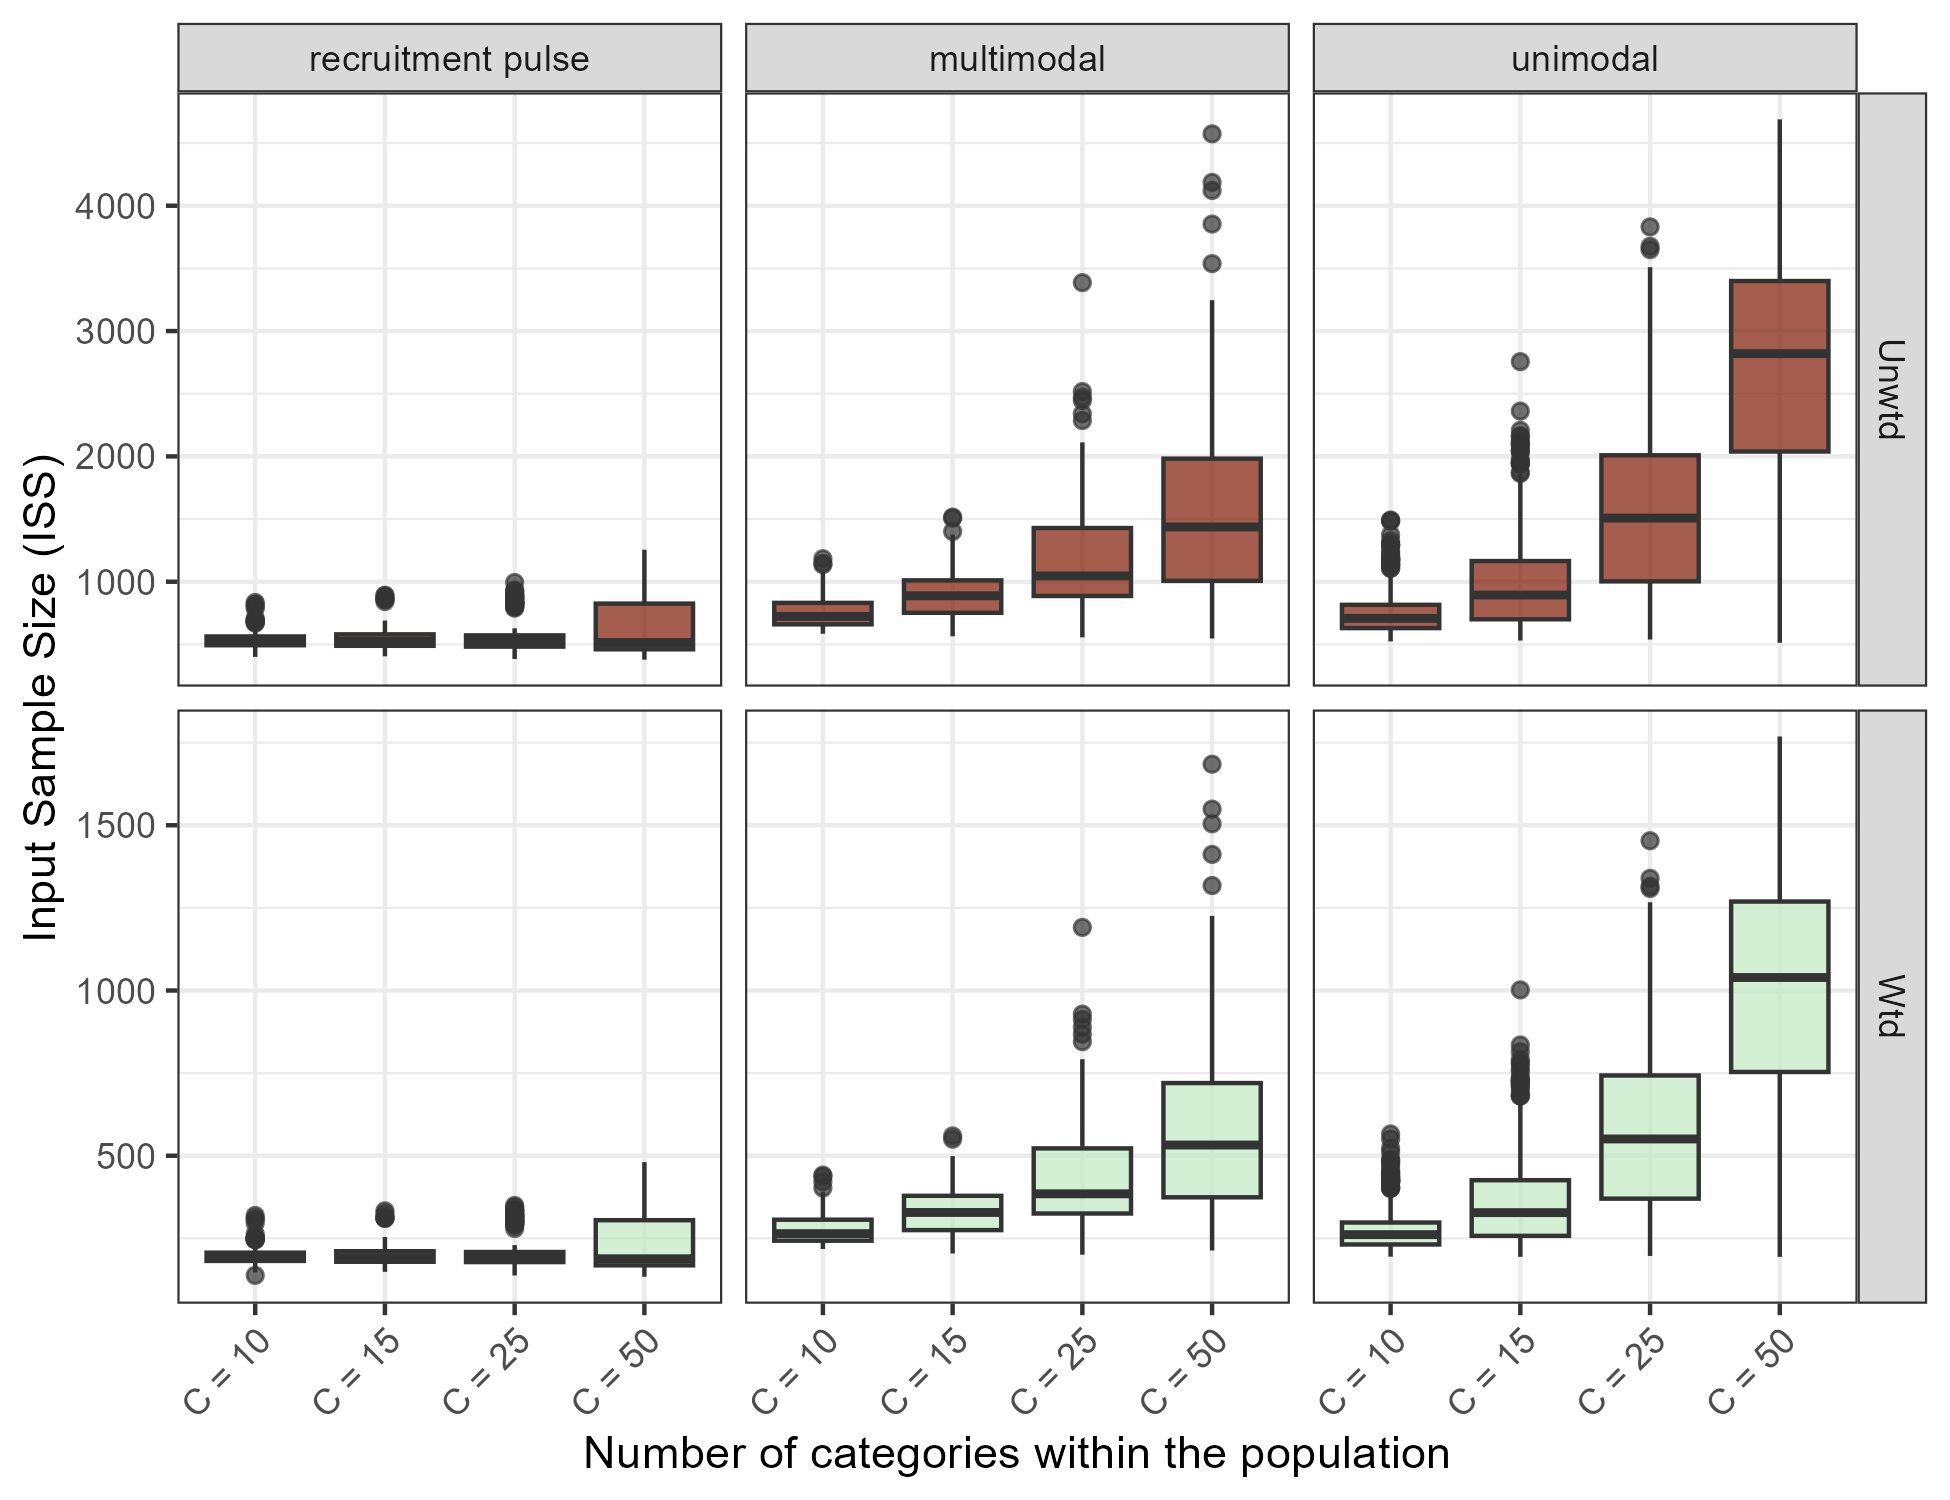 recruitment pulse
multimodal
unimodal
Input Sample Size (ISS)
4000
3000
2000
1000
Unwtd
1500
1000
500
Wtd
C = 10
C = 15
C = 25
C = 50
C = 10
C = 15
C = 25
C = 50
C = 10
C = 15
C = 25
C = 50
Number of categories within the population